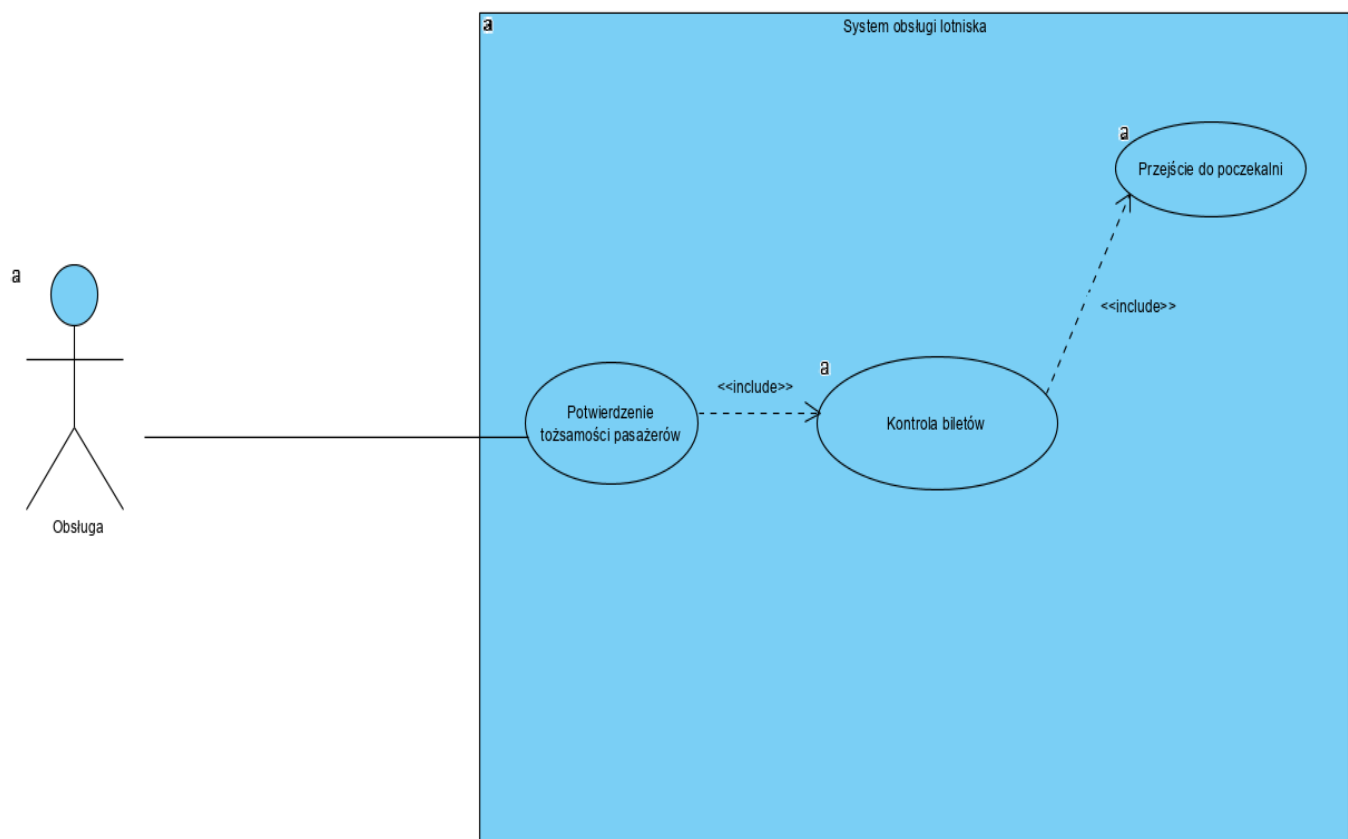 a
System obsługi lotniska
a
Przejście do poczekalni
a
<<include>>
a
<<include>>
Potwierdzenie
tożsamości pasażerów
Kontrola biletów
Obsługa